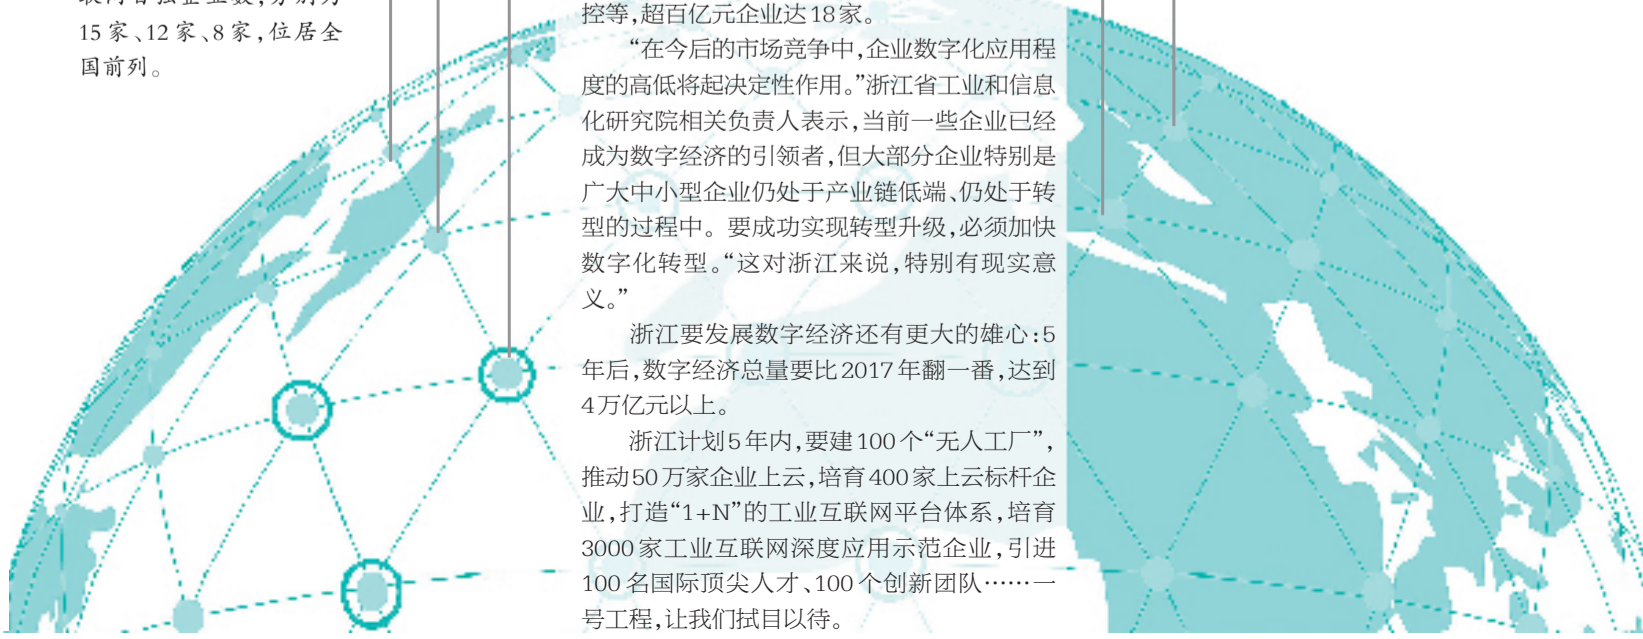 15家、12家、8家,位居全
国前列。
控等,超百亿元企业达18家。
“在今后的市场竞争中,企业数字化应用程
度的高低将起决定性作用。”浙江省工业和信息
化研究院相关负责人表示,当前一些企业已经
成为数字经济的引领者,但大部分企业特别是
广大中小型企业仍处于产业链低端、仍处于转
型的过程中。要成功实现转型升级,必须加快
数字化转型。“这对浙江来说,特别有现实意
义。”
浙江要发展数字经济还有更大的雄心:5
年后,数字经济总量要比2017年翻一番,达到
4万亿元以上。
浙江计划5年内,要建100个“无人工厂”,
推动50万家企业上云,培育400家上云标杆企
业,打造“1+N”的工业互联网平台体系,培育
3000家工业互联网深度应用示范企业,引进
100名国际顶尖人才、100个创新团队……一
号工程,让我们拭目以待。